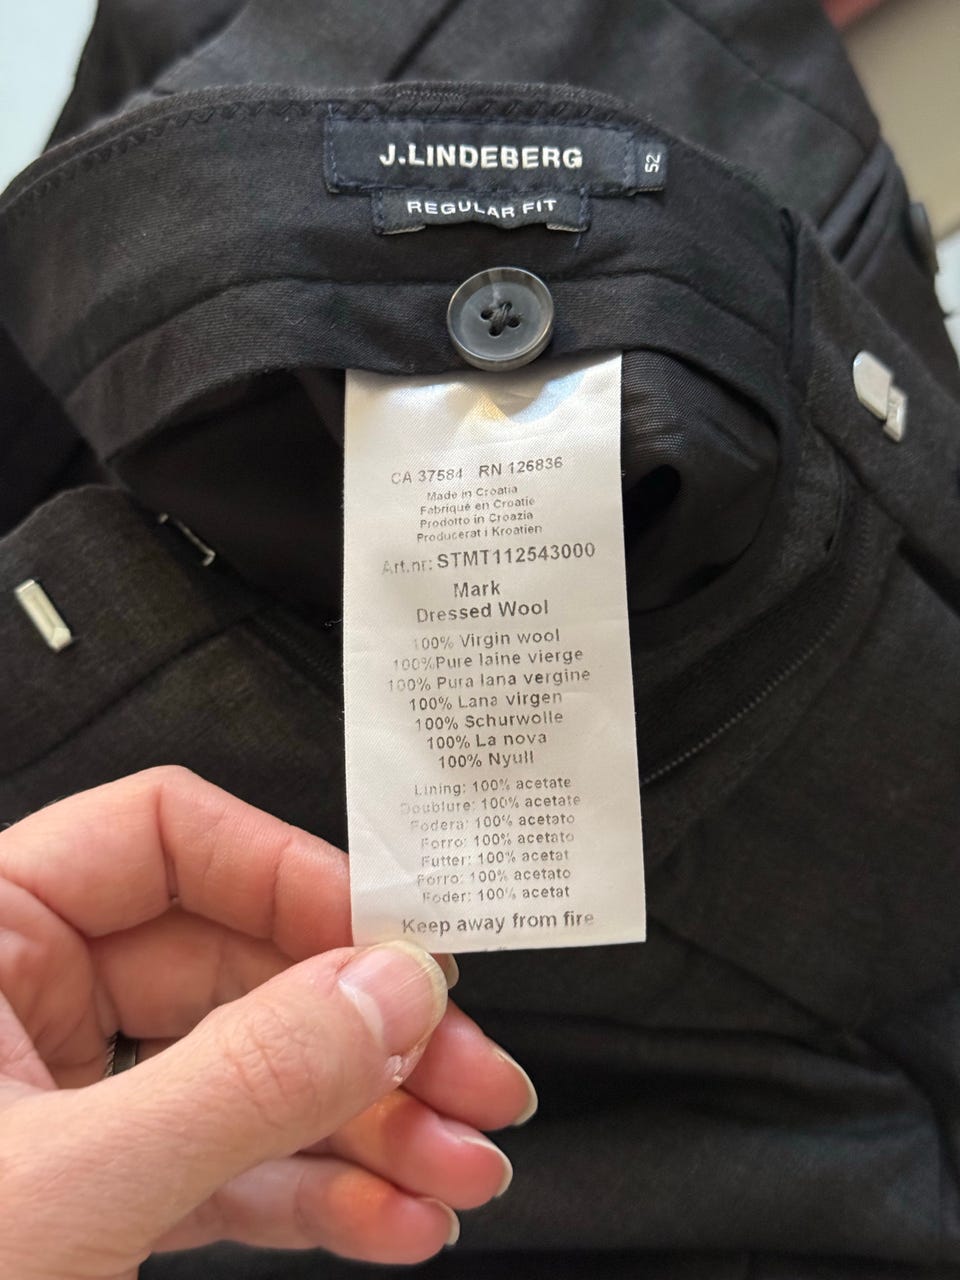 J.LINDEBERG
52
REGULAR FIT
CA 37584 RN 126836
Made in Croatia
Fabriqué en Croatie
Prodotto in Croazia
Producerat i Kroatien
Art.nr: STMT112543000
Mark
Dressed Wool
100% Virgin wool
100%Pure laine vierge
100% Pura lana vergine
100% Lana virgen
100% Schurwolle
100% La nova
100% Nyull
Lining: 100% acetate
Doublure: 100% acetate
Fodera: 100% acetato
Forro: 100% acetato
Futter: 100% acetat
Forro: 100% acetato
Foder: 100% acetat
Keep away from fire